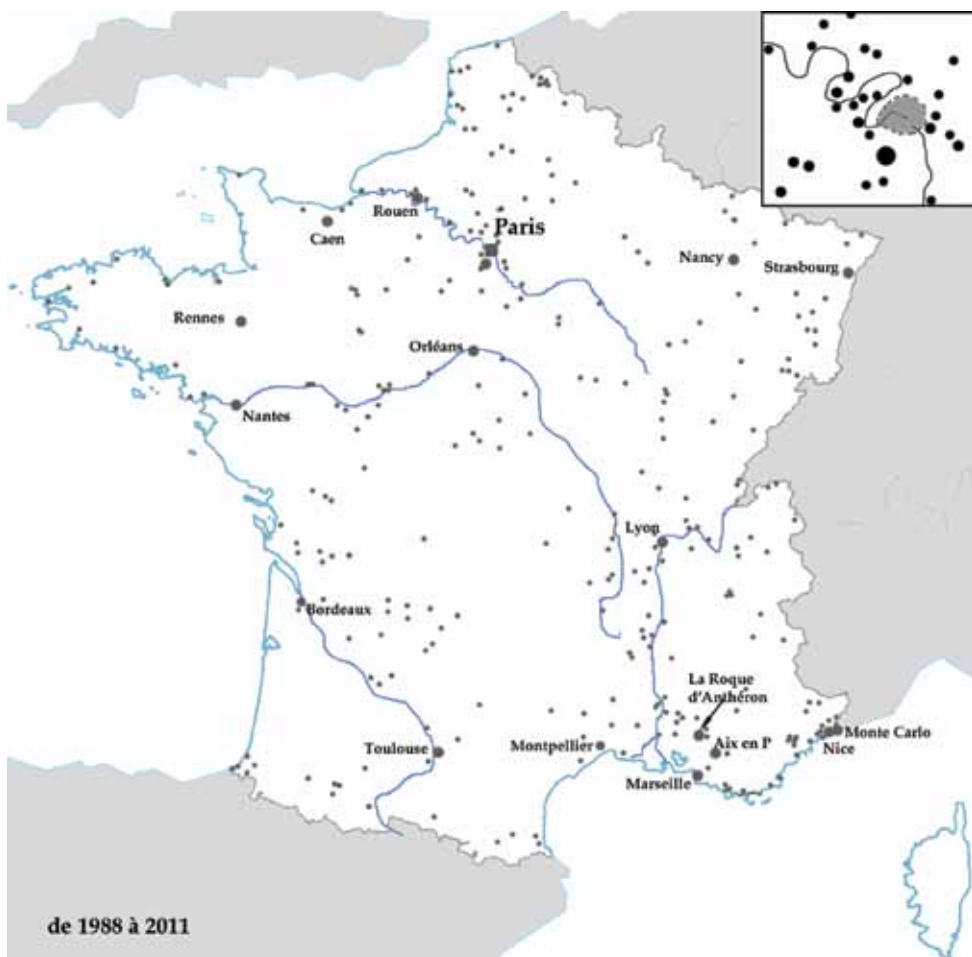 Rouen
Paris
Caen
Nancy
Strasbourg
Rennes
Orléans
Nantes
Lyon
Bordeaux
La Roque
d'Anthéron
Toulouse
Montpellier
Aix en P
Monte Carlo
Nice
Marseille
de 1988 à 2011